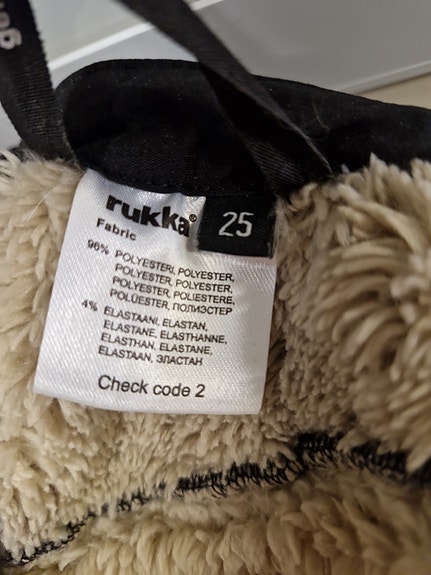 rukka®
25
Fabric
96% POLYESTERI, POLYESTER,
POLYESTER, POLYESTER,
POLYESTER, POLIESTERE,
POLÜESTER, ПОЛИЭСТЕР
4% ELASTAANI, ELASTAN,
ELASTANE, ELASTHANNE,
ELASTHAN, ELASTANE,
ELASTAAN, ЭЛАСТАН
Check code 2